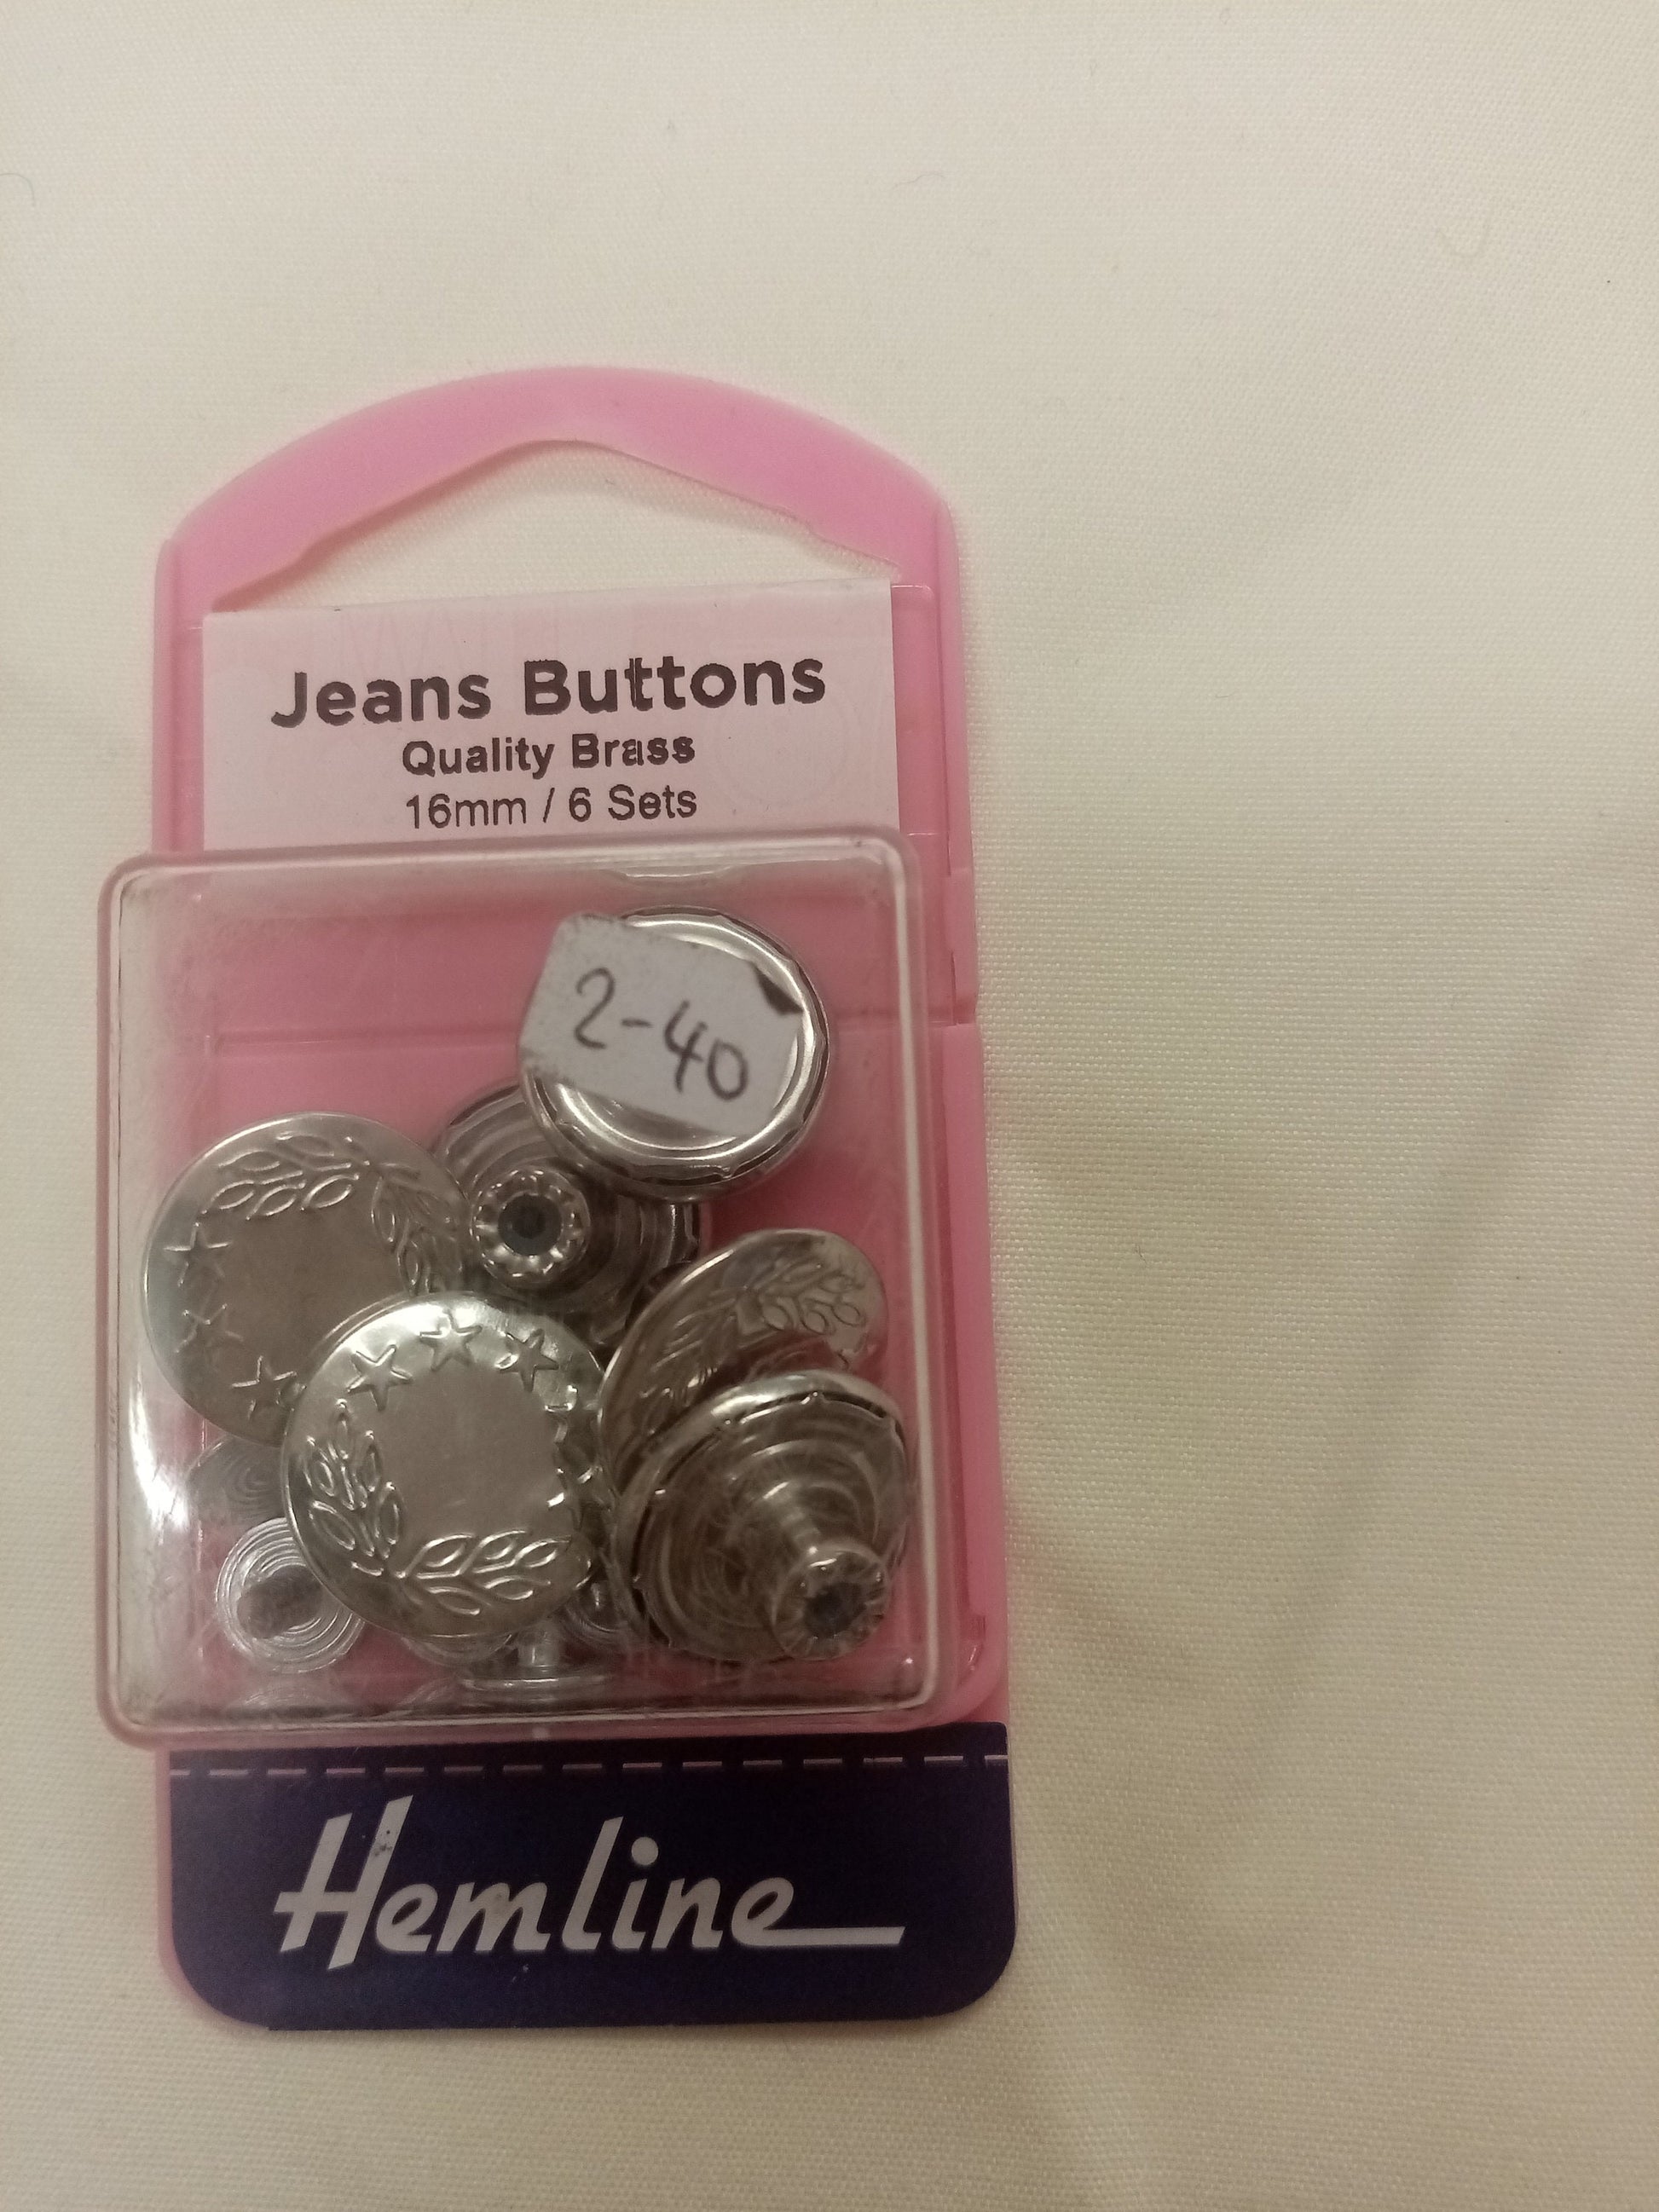 Jeans Buttons
Quality Brass
16mm / 6 Sets
2-40
Hemline